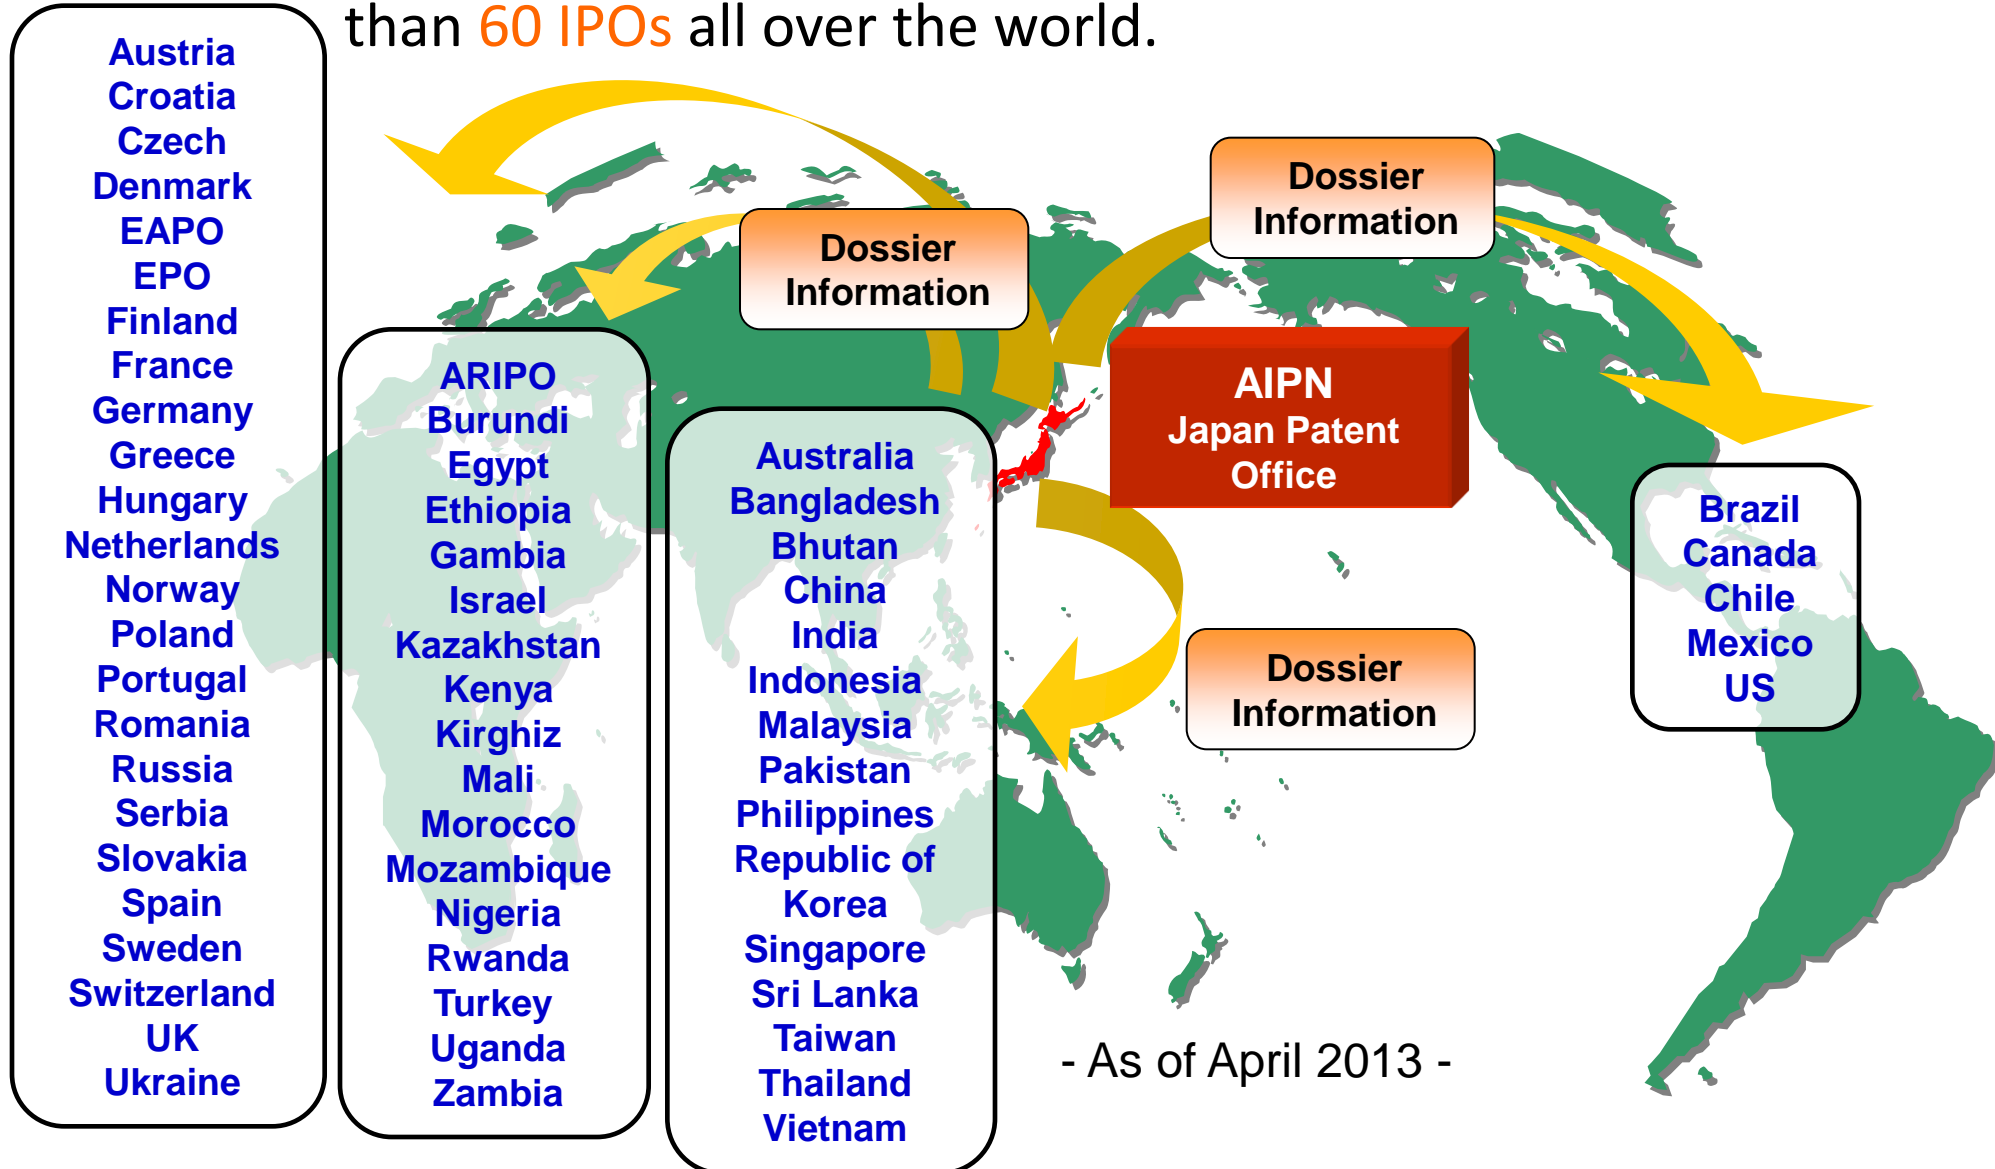 than 60 IPOs all over the world.
Austria
Croatia
Czech
Denmark
EAPO
EPO
Finland
France
Germany
Greece
Hungary
Netherlands
Norway
Poland
Portugal
Romania
Russia
Serbia
Slovakia
Spain
Sweden
Switzerland
UK
Ukraine
ARIPO
Burundi
Egypt
Ethiopia
Gambia
Israel
Kazakhstan
Kenya
Kirghiz
Mali
Morocco
Mozambique
Nigeria
Rwanda
Turkey
Uganda
Zambia
Dossier
Information
Australia
Bangladesh
Bhutan
China
India
Indonesia
Malaysia
Pakistan
Philippines
Republic of
Korea
Singapore
Sri Lanka
Taiwan
Thailand
Vietnam
Dossier
Information
AIPN
Japan Patent
Office
Dossier
Information
Brazil
Canada
Chile
Mexico
US
- As of April 2013 -